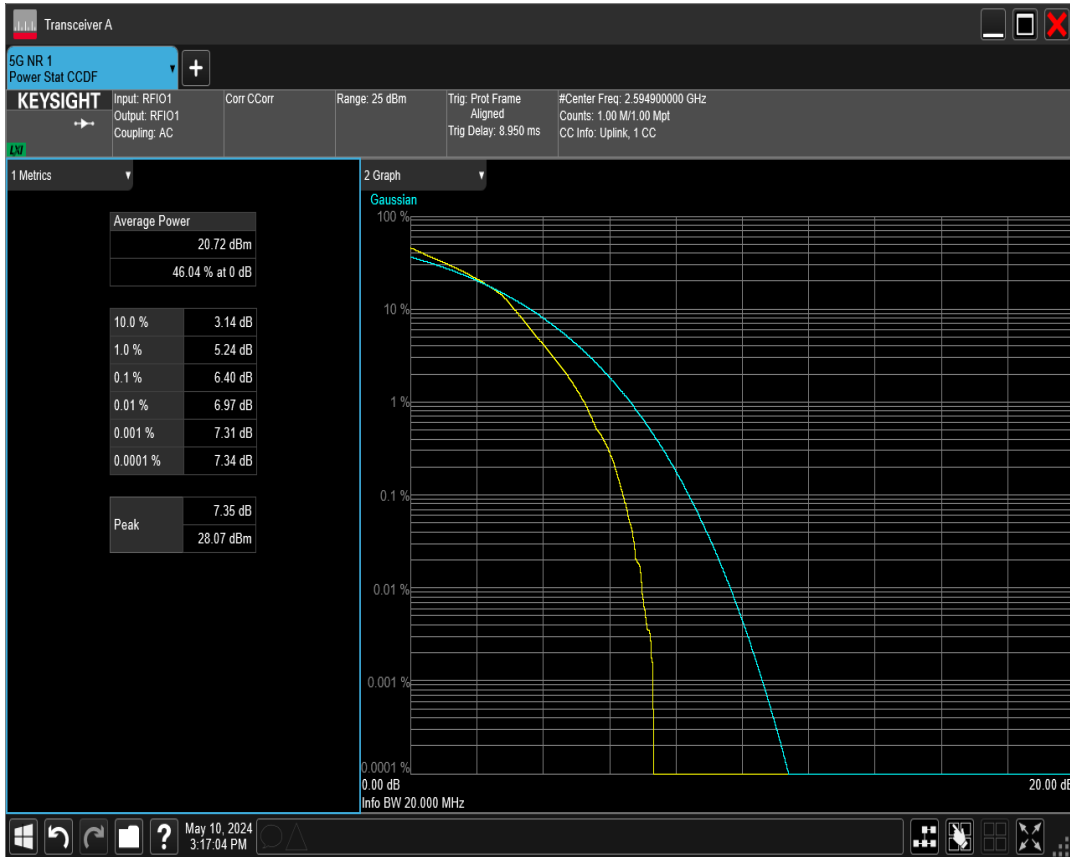 Transceiver A
5G NR 1
Power Stat CCDF
KEYSIGHT
LXI
Input: RFIO1
Output: RFIO1
Coupling: AC
Corr CCorr
Range: 25 dBm
Trig: Prot Frame
Aligned
Trig Delay: 8.950 ms
#Center Freq: 2.594900000 GHz
Counts: 1.00 M/1.00 Mpt
CC Info: Uplink, 1 CC
1 Metrics
Average Power
20.72 dBm
46.04 % at 0 dB
10.0 % 3.14 dB
1.0 % 5.24 dB
0.1 % 6.40 dB
0.01 % 6.97 dB
0.001 % 7.31 dB
0.0001 % 7.34 dB
Peak
7.35 dB
28.07 dBm
2 Graph
Gaussian
100 %
10 %
1 %
0.1 %
0.01 %
0.001 %
0.0001 %
0.00 dB 20.00 dB
Info BW 20.000 MHz
May 10, 2024
3:17:04 PM